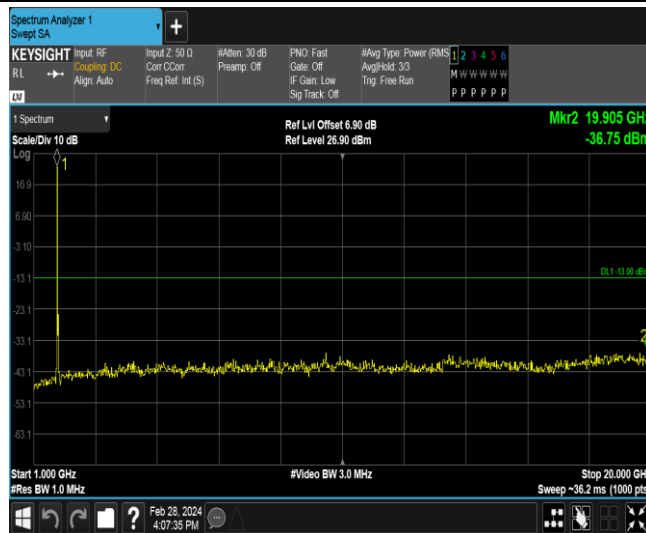 Spectrum Analyzer 1
Swept SA
+
KEYSIGHT
RL
Input: RF
Coupling: DC
Align: Auto
Input Z: 50 Ω
Corr CCorr
Freq Ref: Int (S)
#Atten: 30 dB
Preamp: Off
PNO: Fast
Gate: Off
IF Gain: Low
Sig Track: Off
#Avg Type: Power (RMS
Avg|Hold: 3/3
Trig: Free Run
1 2 3 4 5 6
M W W W W W
P P P P P P
1 Spectrum
Scale/Div 10 dB
Log
Ref Lvl Offset 6.90 dB
Ref Level 26.90 dBm
Mkr2 19.905 GHz
-36.75 dBm
1
16.9
6.90
-3.10
-13.1
DL1 -13.00 dBm
-23.1
-33.1
2
-43.1
-53.1
-63.1
Start 1.000 GHz
#Res BW 1.0 MHz
#Video BW 3.0 MHz
Stop 20.000 GHz
Sweep ~36.2 ms (1000 pts)
?
Feb 28, 2024
4:07:35 PM